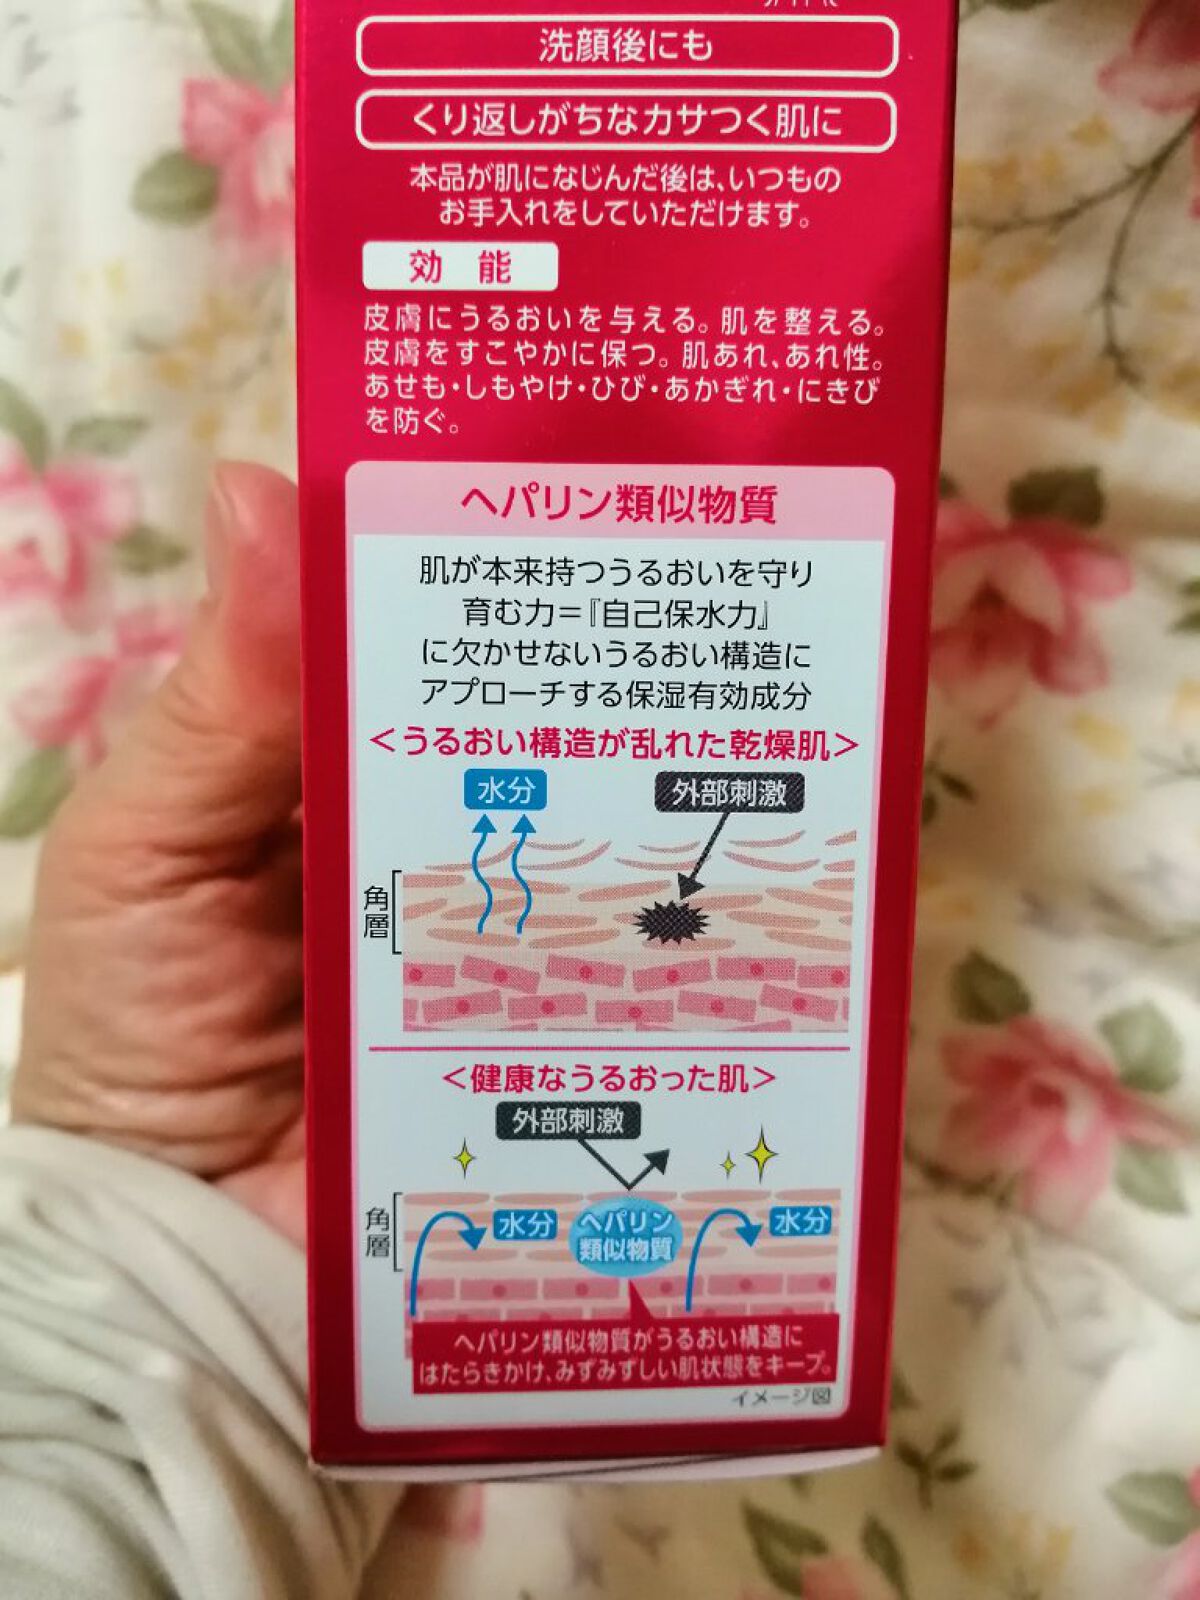 洗顔後にも
くり返しがちなカサつく肌に
本品が肌になじんだ後は、いつもの
お手入れをしていただけます。
効能
皮膚にうるおいを与える。肌を整える。
皮膚をすこやかに保つ。肌あれ、あれ性。
あせも・しもやけ・ひび・あかぎれ・にきび
を防ぐ。
ヘパリン類似物質
肌が本来持つうるおいを守り
育む力＝『自己保水力』
に欠かせないうるおい構造に
アプローチする保湿有効成分
＜うるおい構造が乱れた乾燥肌＞
水分
外部刺激
角層
＜健康なうるおった肌＞
外部刺激
角層
水分
ヘパリン
類似物質
水分
ヘパリン類似物質がうるおい構造に
はたらきかけ、みずみずしい肌状態をキープ。
イメージ図